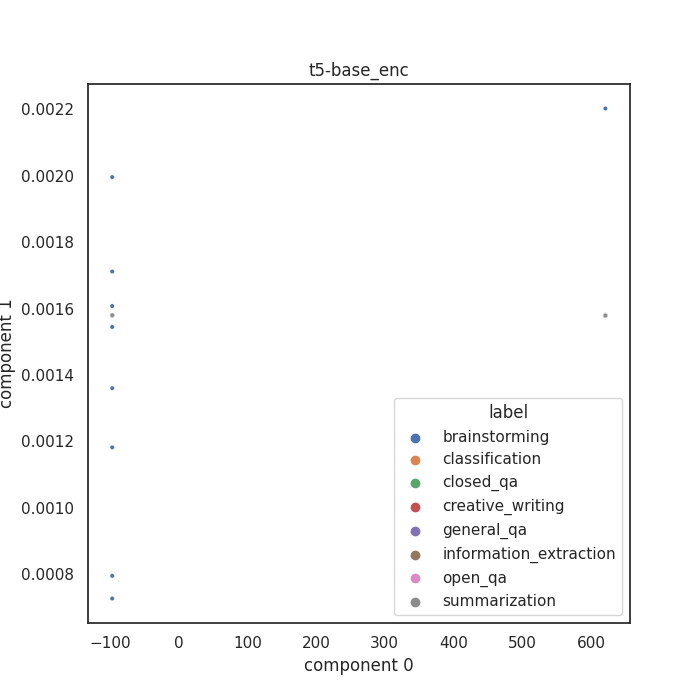 t5-base_enc
0.0022
0.0020
0.0018
0.0016
0.0014
0.0012
0.0010
0.0008
component 1
label
brainstorming
classification
closed_qa
creative_writing
general_qa
information_extraction
open_qa
summarization
−100 0 100 200 300 400 500 600
component 0